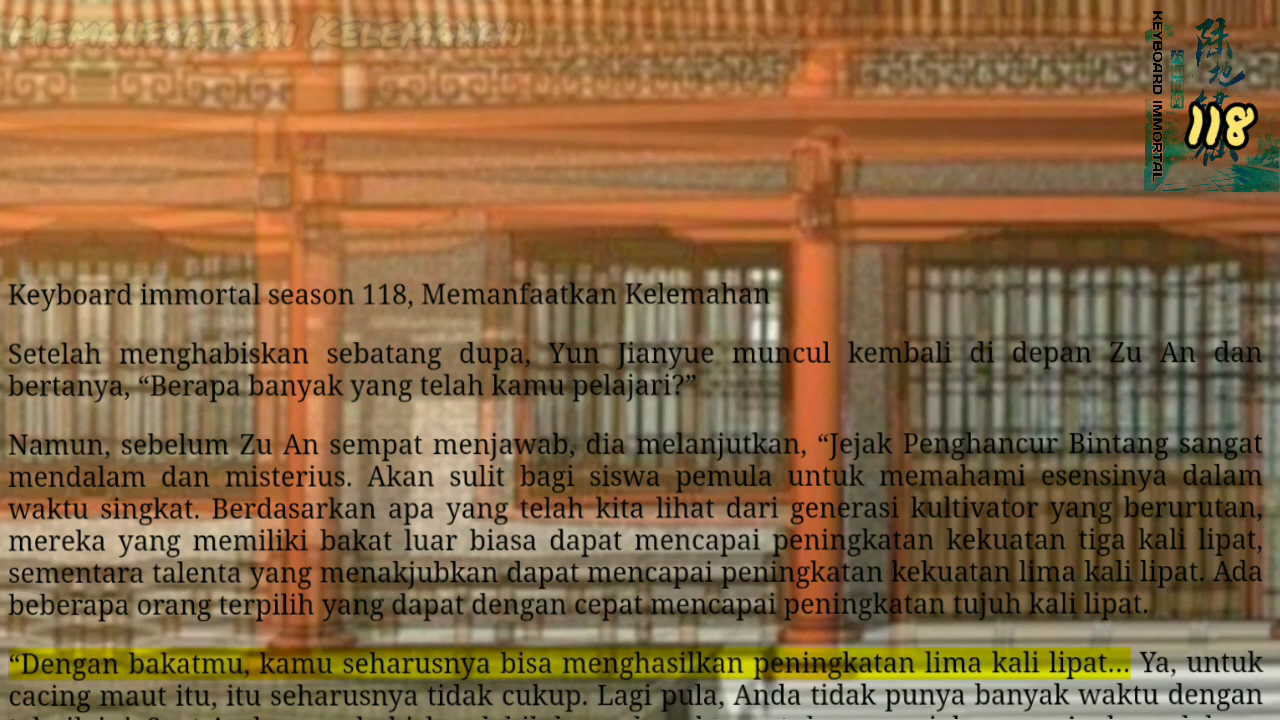 Memanfaatkan Kelemahan
KEYBOARD IMMORTAL
陆地
118
Keyboard immortal season 118, Memanfaatkan Kelemahan
Setelah menghabiskan sebatang dupa, Yun Jianyue muncul kembali di depan Zu An dan
bertanya, “Berapa banyak yang telah kamu pelajari?”
Namun, sebelum Zu An sempat menjawab, dia melanjutkan, “Jejak Penghancur Bintang sangat
mendalam dan misterius. Akan sulit bagi siswa pemula untuk memahami esensinya dalam
waktu singkat. Berdasarkan apa yang telah kita lihat dari generasi kultivator yang berurutan,
mereka yang memiliki bakat luar biasa dapat mencapai peningkatan kekuatan tiga kali lipat,
sementara talenta yang menakjubkan dapat mencapai peningkatan kekuatan lima kali lipat. Ada
beberapa orang terpilih yang dapat dengan cepat mencapai peningkatan tujuh kali lipat.
“Dengan bakatmu, kamu seharusnya bisa menghasilkan peningkatan lima kali lipat... Ya, untuk
cacing maut itu, itu seharusnya tidak cukup. Lagi pula, Anda tidak punya banyak waktu dengan